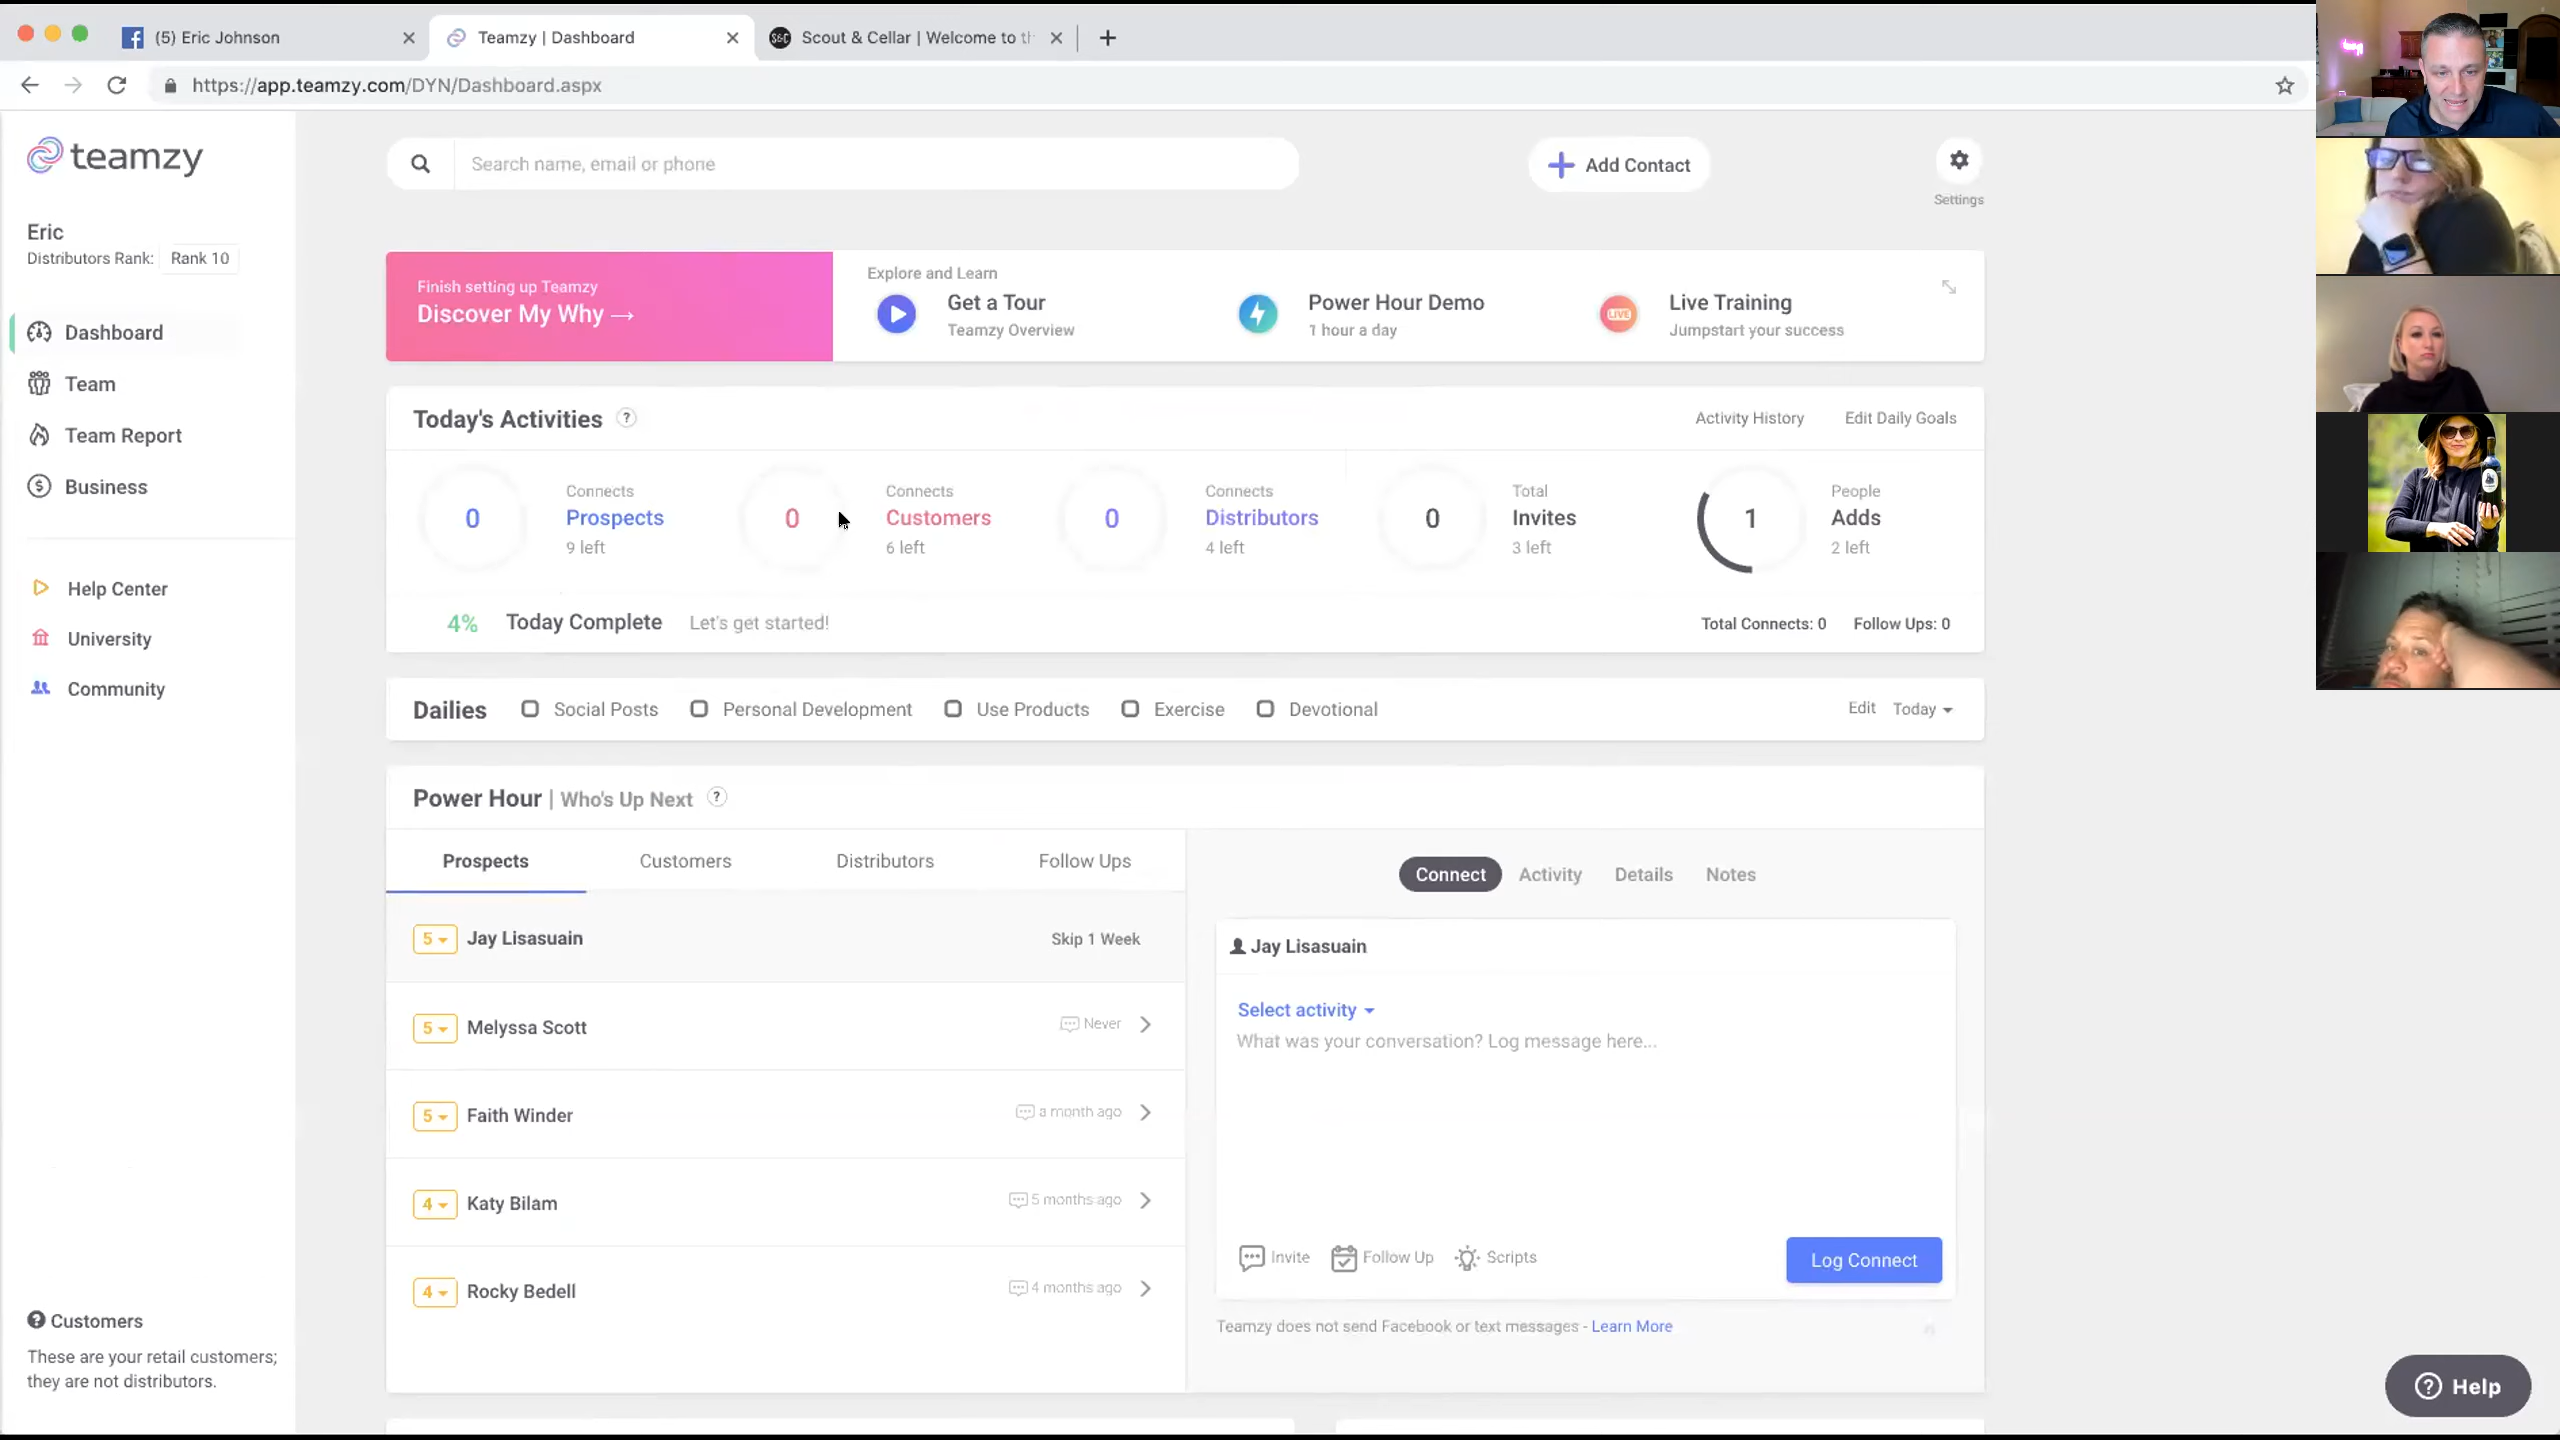 (5) Eric Johnson
Teamzy | Dashboard
Scout & Cellar | Welcome to th
https://app.teamzy.com/DYN/Dashboard.aspx
teamzy
Search name, email or phone
Add Contact
Settings
Eric
Distributors Rank: Rank 10
Dashboard
Team
Team Report
Business
Help Center
University
Community
Customers
These are your retail customers;
they are not distributors.
Finish setting up Teamzy
Discover My Why →
Explore and Learn
Get a Tour
Teamzy Overview
Power Hour Demo
1 hour a day
LIVE
Live Training
Jumpstart your success
Today's Activities ?
Activity History
Edit Daily Goals
0
Connects
Prospects
9 left
0
Connects
Customers
6 left
0
Connects
Distributors
4 left
0
Total
Invites
3 left
1
People
Adds
2 left
4% Today Complete Let's get started!
Total Connects: 0 Follow Ups: 0
Dailies Social Posts Personal Development Use Products Exercise Devotional
Edit Today
Power Hour | Who's Up Next ?
Prospects Customers Distributors Follow Ups
5 Jay Lisasuain Skip 1 Week
5 Melyssa Scott Never
5 Faith Winder a month ago
4 Katy Bilam 5 months ago
4 Rocky Bedell 4 months ago
Connect Activity Details Notes
Jay Lisasuain
Select activity
What was your conversation? Log message here...
Invite Follow Up Scripts
Log Connect
Teamzy does not send Facebook or text messages - Learn More
Help